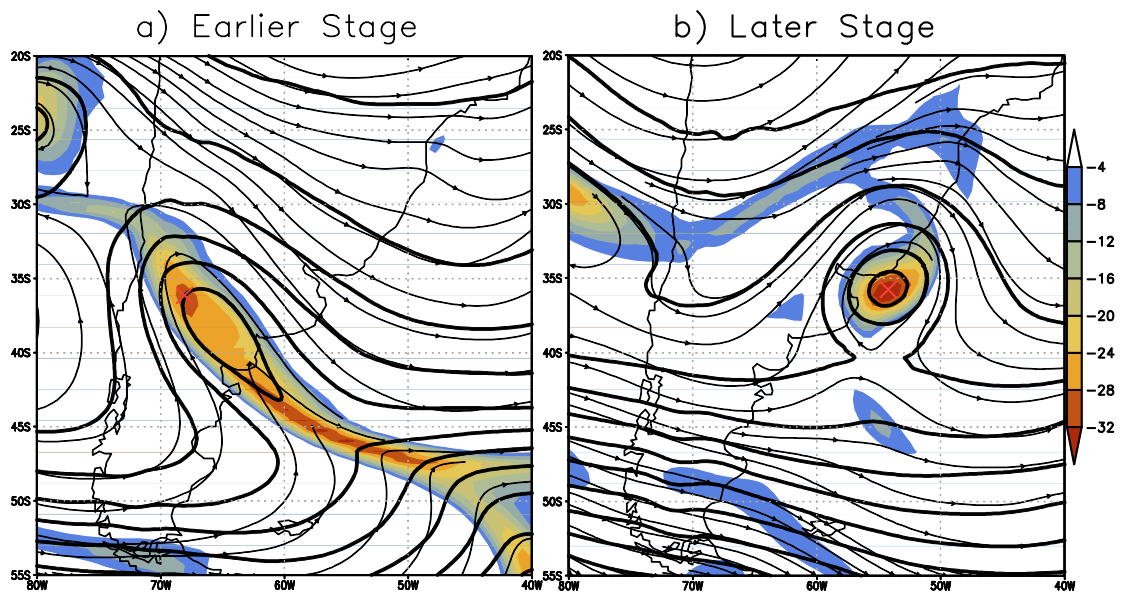 a) Earlier Stage
b) Later Stage
20S
25S
30S
35S
40S
45S
50S
55S
80W
70W
60W
50W
40W
20S
25S
30S
35S
40S
45S
50S
55S
80W
70W
60W
50W
40W
-4
-8
-12
-16
-20
-24
-28
-32